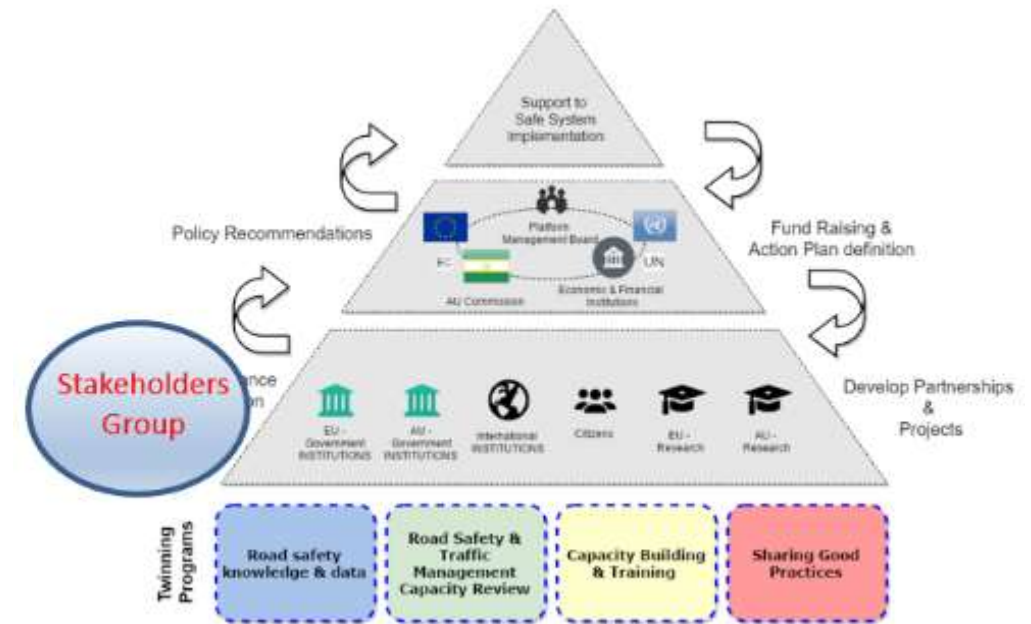 Support to
Safe System
Implementation
Policy Recommendations
Platform
Management Board
EC
UN
AU Commission
Economic & Financial
Institutions
Fund Raising &
Action Plan definition
Stakeholders
Group
EU -
Government
INSTITUTIONS
AU -
Government
INSTITUTIONS
International
INSTITUTIONS
Citizens
EU -
Research
AU -
Research
Develop Partnerships
&
Projects
Twinning
Programs
Road safety
knowledge & data
Road Safety &
Traffic
Management
Capacity Review
Capacity Building
& Training
Sharing Good
Practices